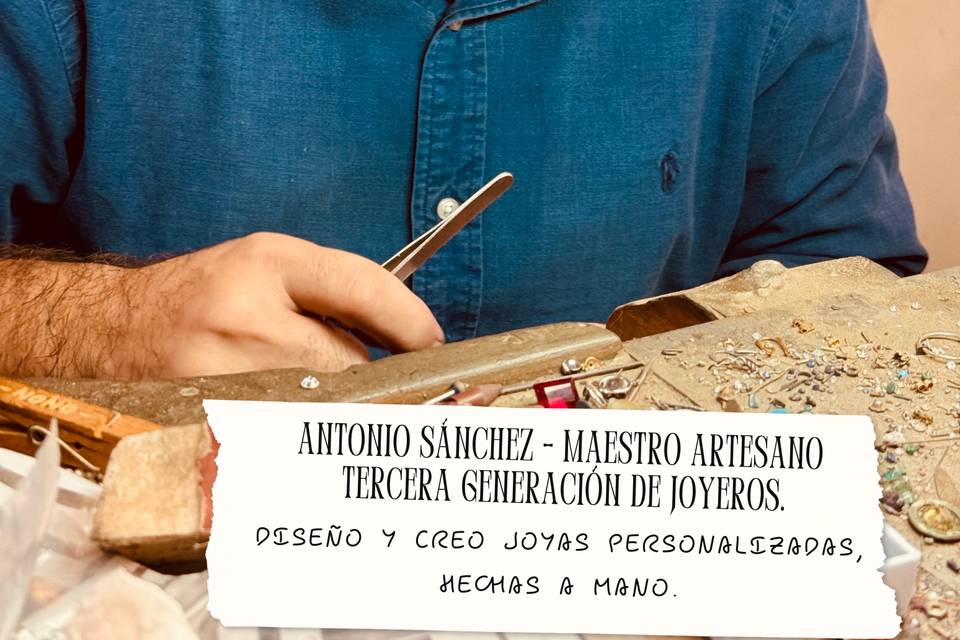 ANTONIO SÁNCHEZ - MAESTRO ARTESANO
TERCERA GENERACIÓN DE JOYEROS.
DISEÑO Y CREO JOYAS PERSONALIZADAS,
HECHAS A MANO.